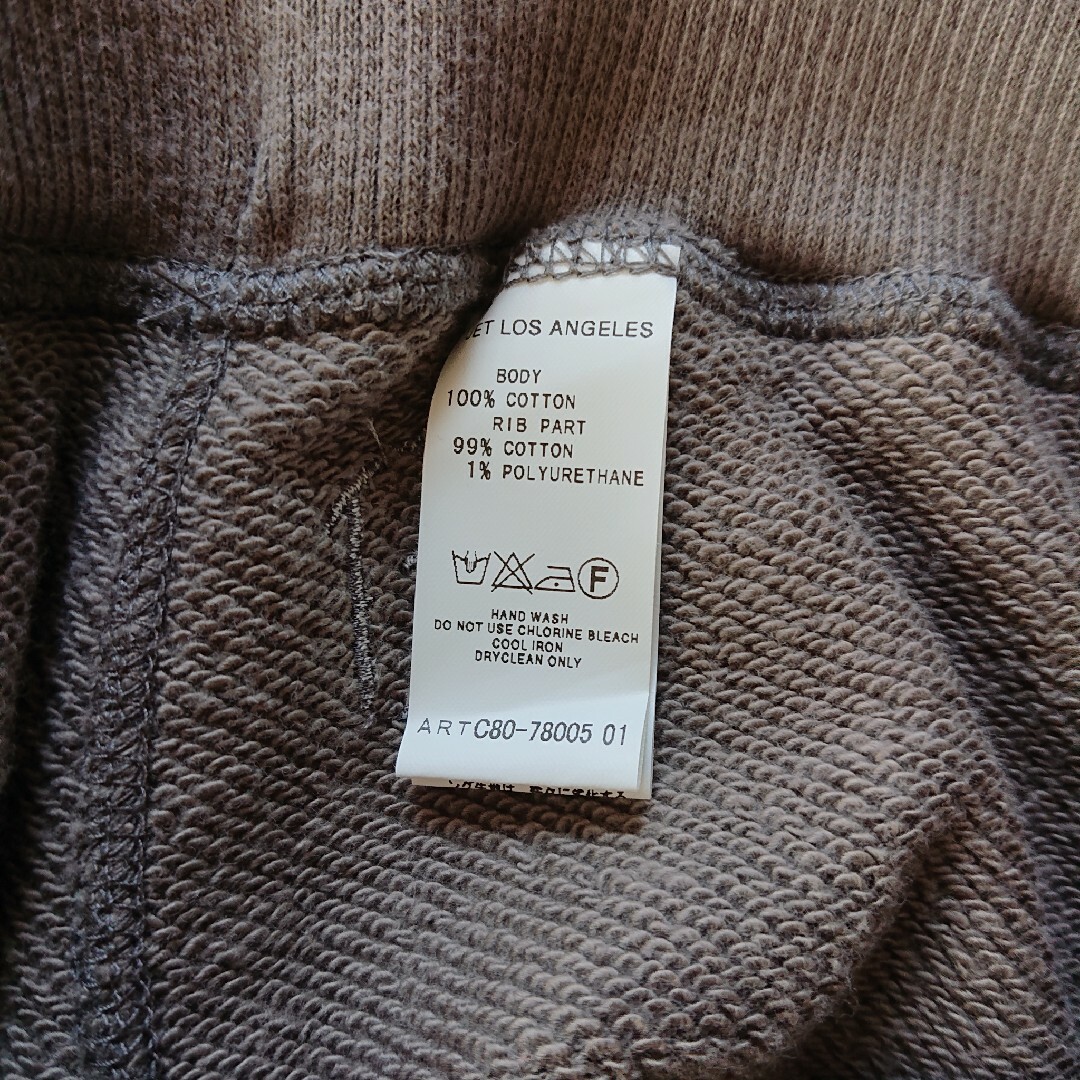 JET LOS ANGELES
BODY
100% COTTON
RIB PART
99% COTTON
1% POLYURETHANE
F
HAND WASH
DO NOT USE CHLORINE BLEACH
COOL IRON
DRYCLEAN ONLY
ARTC80-78005 01